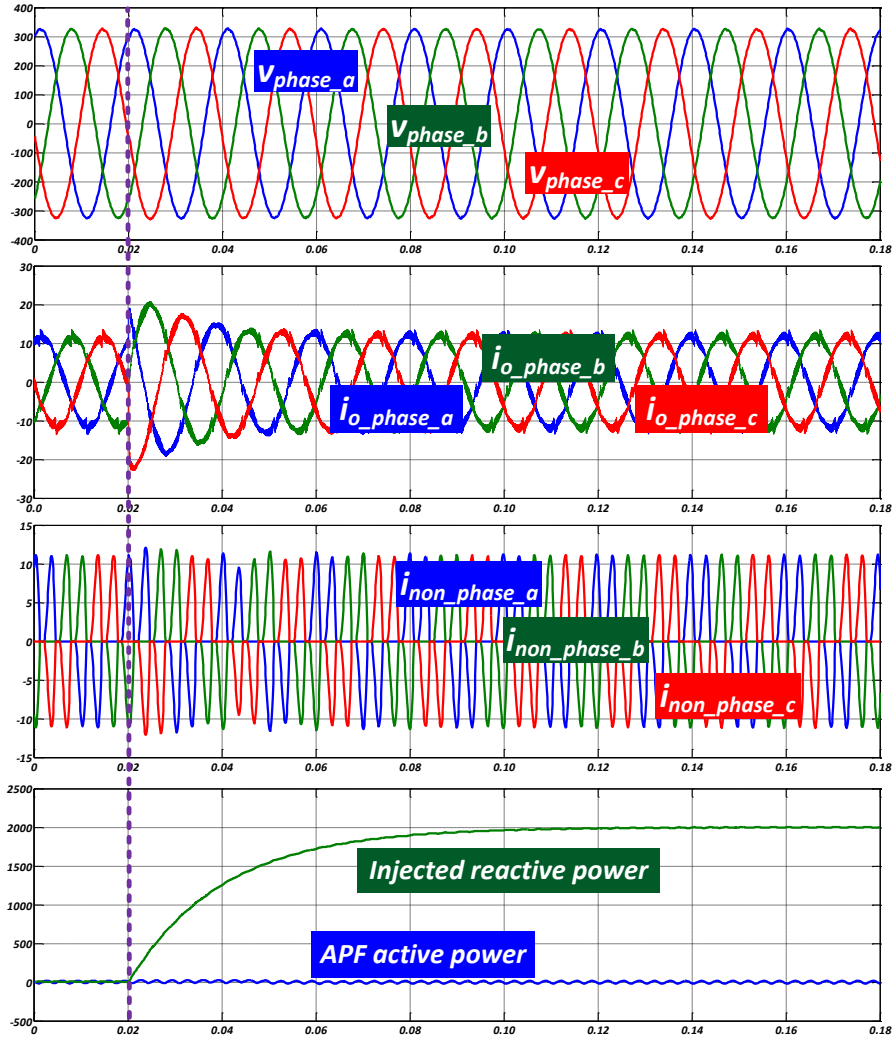 400
300
200
100
0
-100
-200
-300
-400
v_phase_a
v_phase_b
v_phase_c
0 0.02 0.04 0.06 0.08 0.10 0.12 0.14 0.16 0.18
30
20
10
0
-10
-20
-30
i_o_phase_b
i_o_phase_a i_o_phase_c
0.0 0.02 0.04 0.06 0.08 0.10 0.12 0.14 0.16 0.18
15
10
5
0
-5
-10
-15
i_non_phase_a
i_non_phase_b
i_non_phase_c
0 0.02 0.04 0.06 0.08 0.10 0.12 0.14 0.16 0.18
2500
2000
1500
1000
500
0
-500
Injected reactive power
APF active power
0 0.02 0.04 0.06 0.08 0.10 0.12 0.14 0.16 0.18